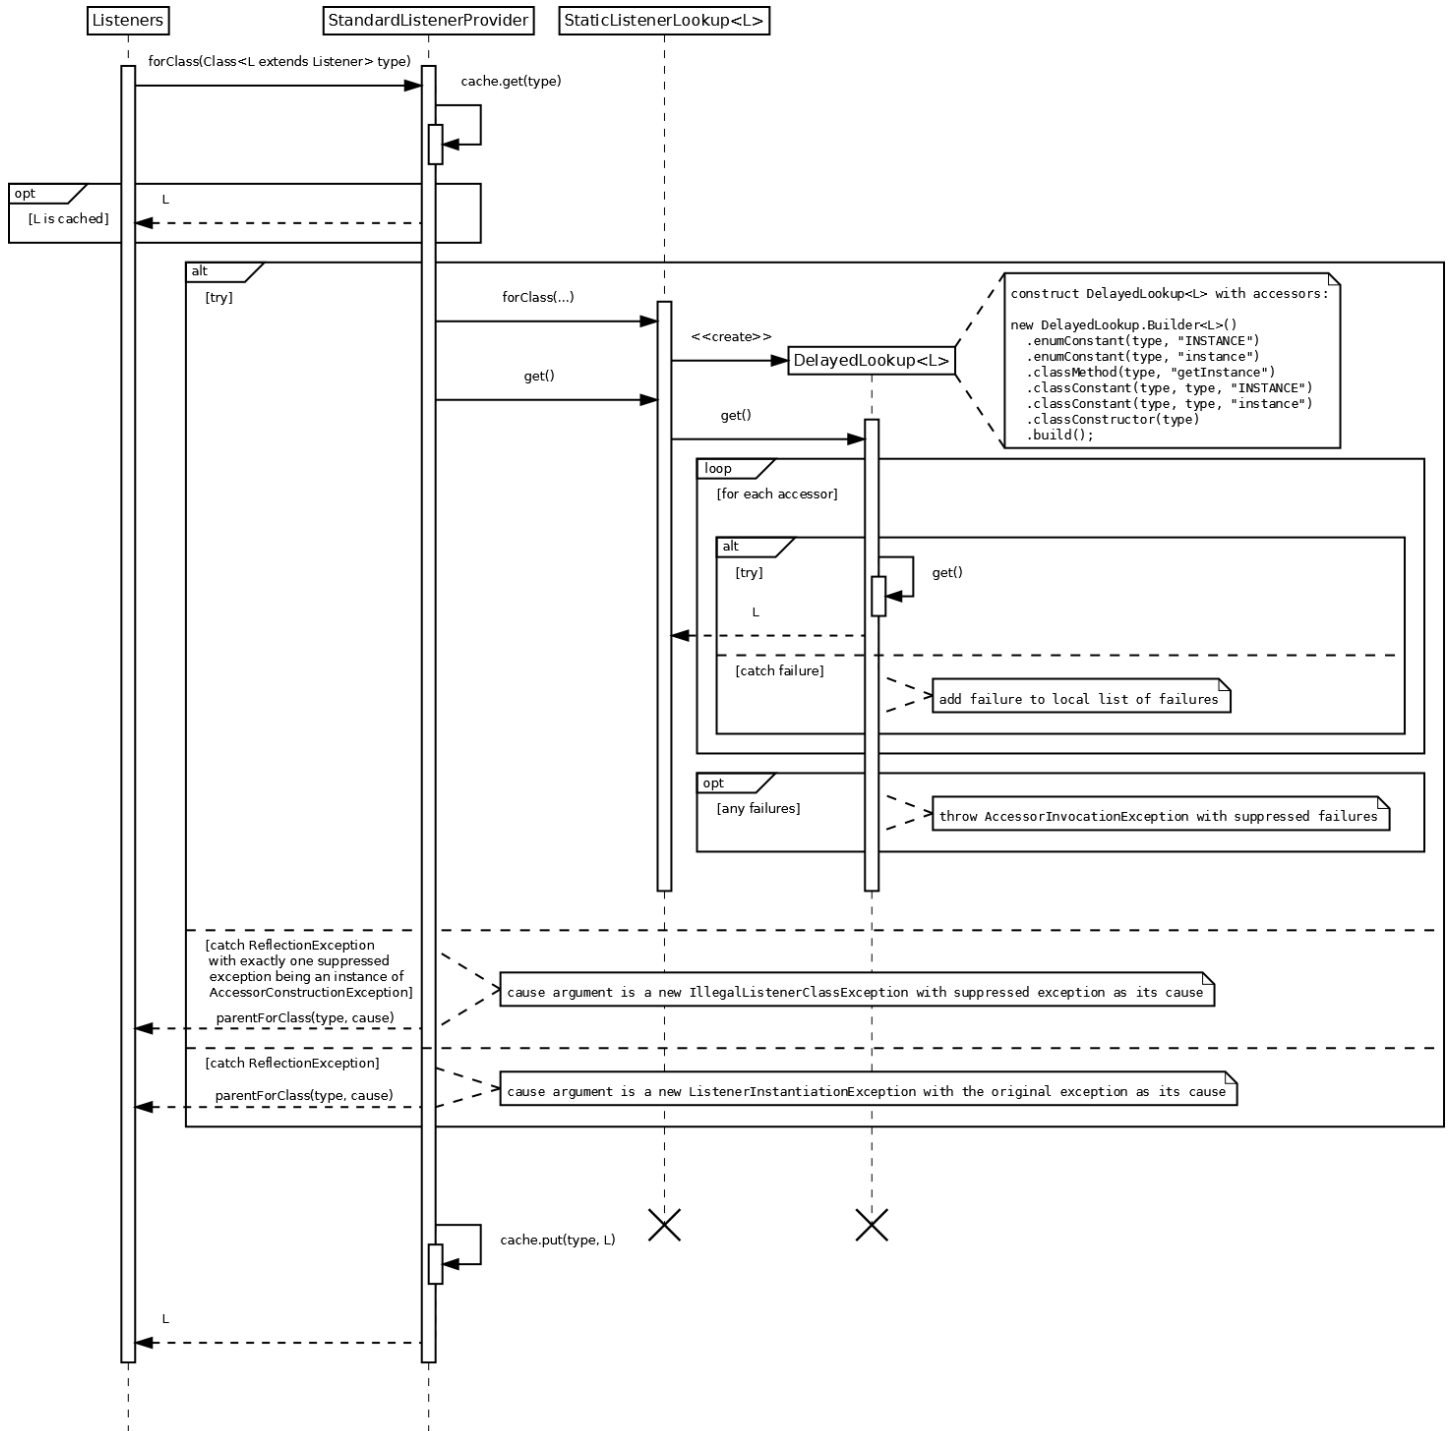 Listeners
StandardListenerProvider
StaticListenerLookup<L>
forClass(Class<L extends Listener> type)
cache.get(type)
opt
L
[L is cached]
alt
[try]
forClass(...)
<<create>>
DelayedLookup<L>
construct DelayedLookup<L> with accessors:
new DelayedLookup.Builder<L>()
.enumConstant(type, "INSTANCE")
.enumConstant(type, "instance")
.classMethod(type, "getInstance")
.classConstant(type, type, "INSTANCE")
.classConstant(type, type, "instance")
.classConstructor(type)
.build();
get()
get()
loop
[for each accessor]
alt
[try]
get()
L
[catch failure]
add failure to local list of failures
opt
[any failures]
throw AccessorInvocationException with suppressed failures
[catch ReflectionException
with exactly one suppressed
exception being an instance of
AccessorConstructionException]
cause argument is a new IllegalListenerClassException with suppressed exception as its cause
parentForClass(type, cause)
[catch ReflectionException]
cause argument is a new ListenerInstantiationException with the original exception as its cause
parentForClass(type, cause)
cache.put(type, L)
L